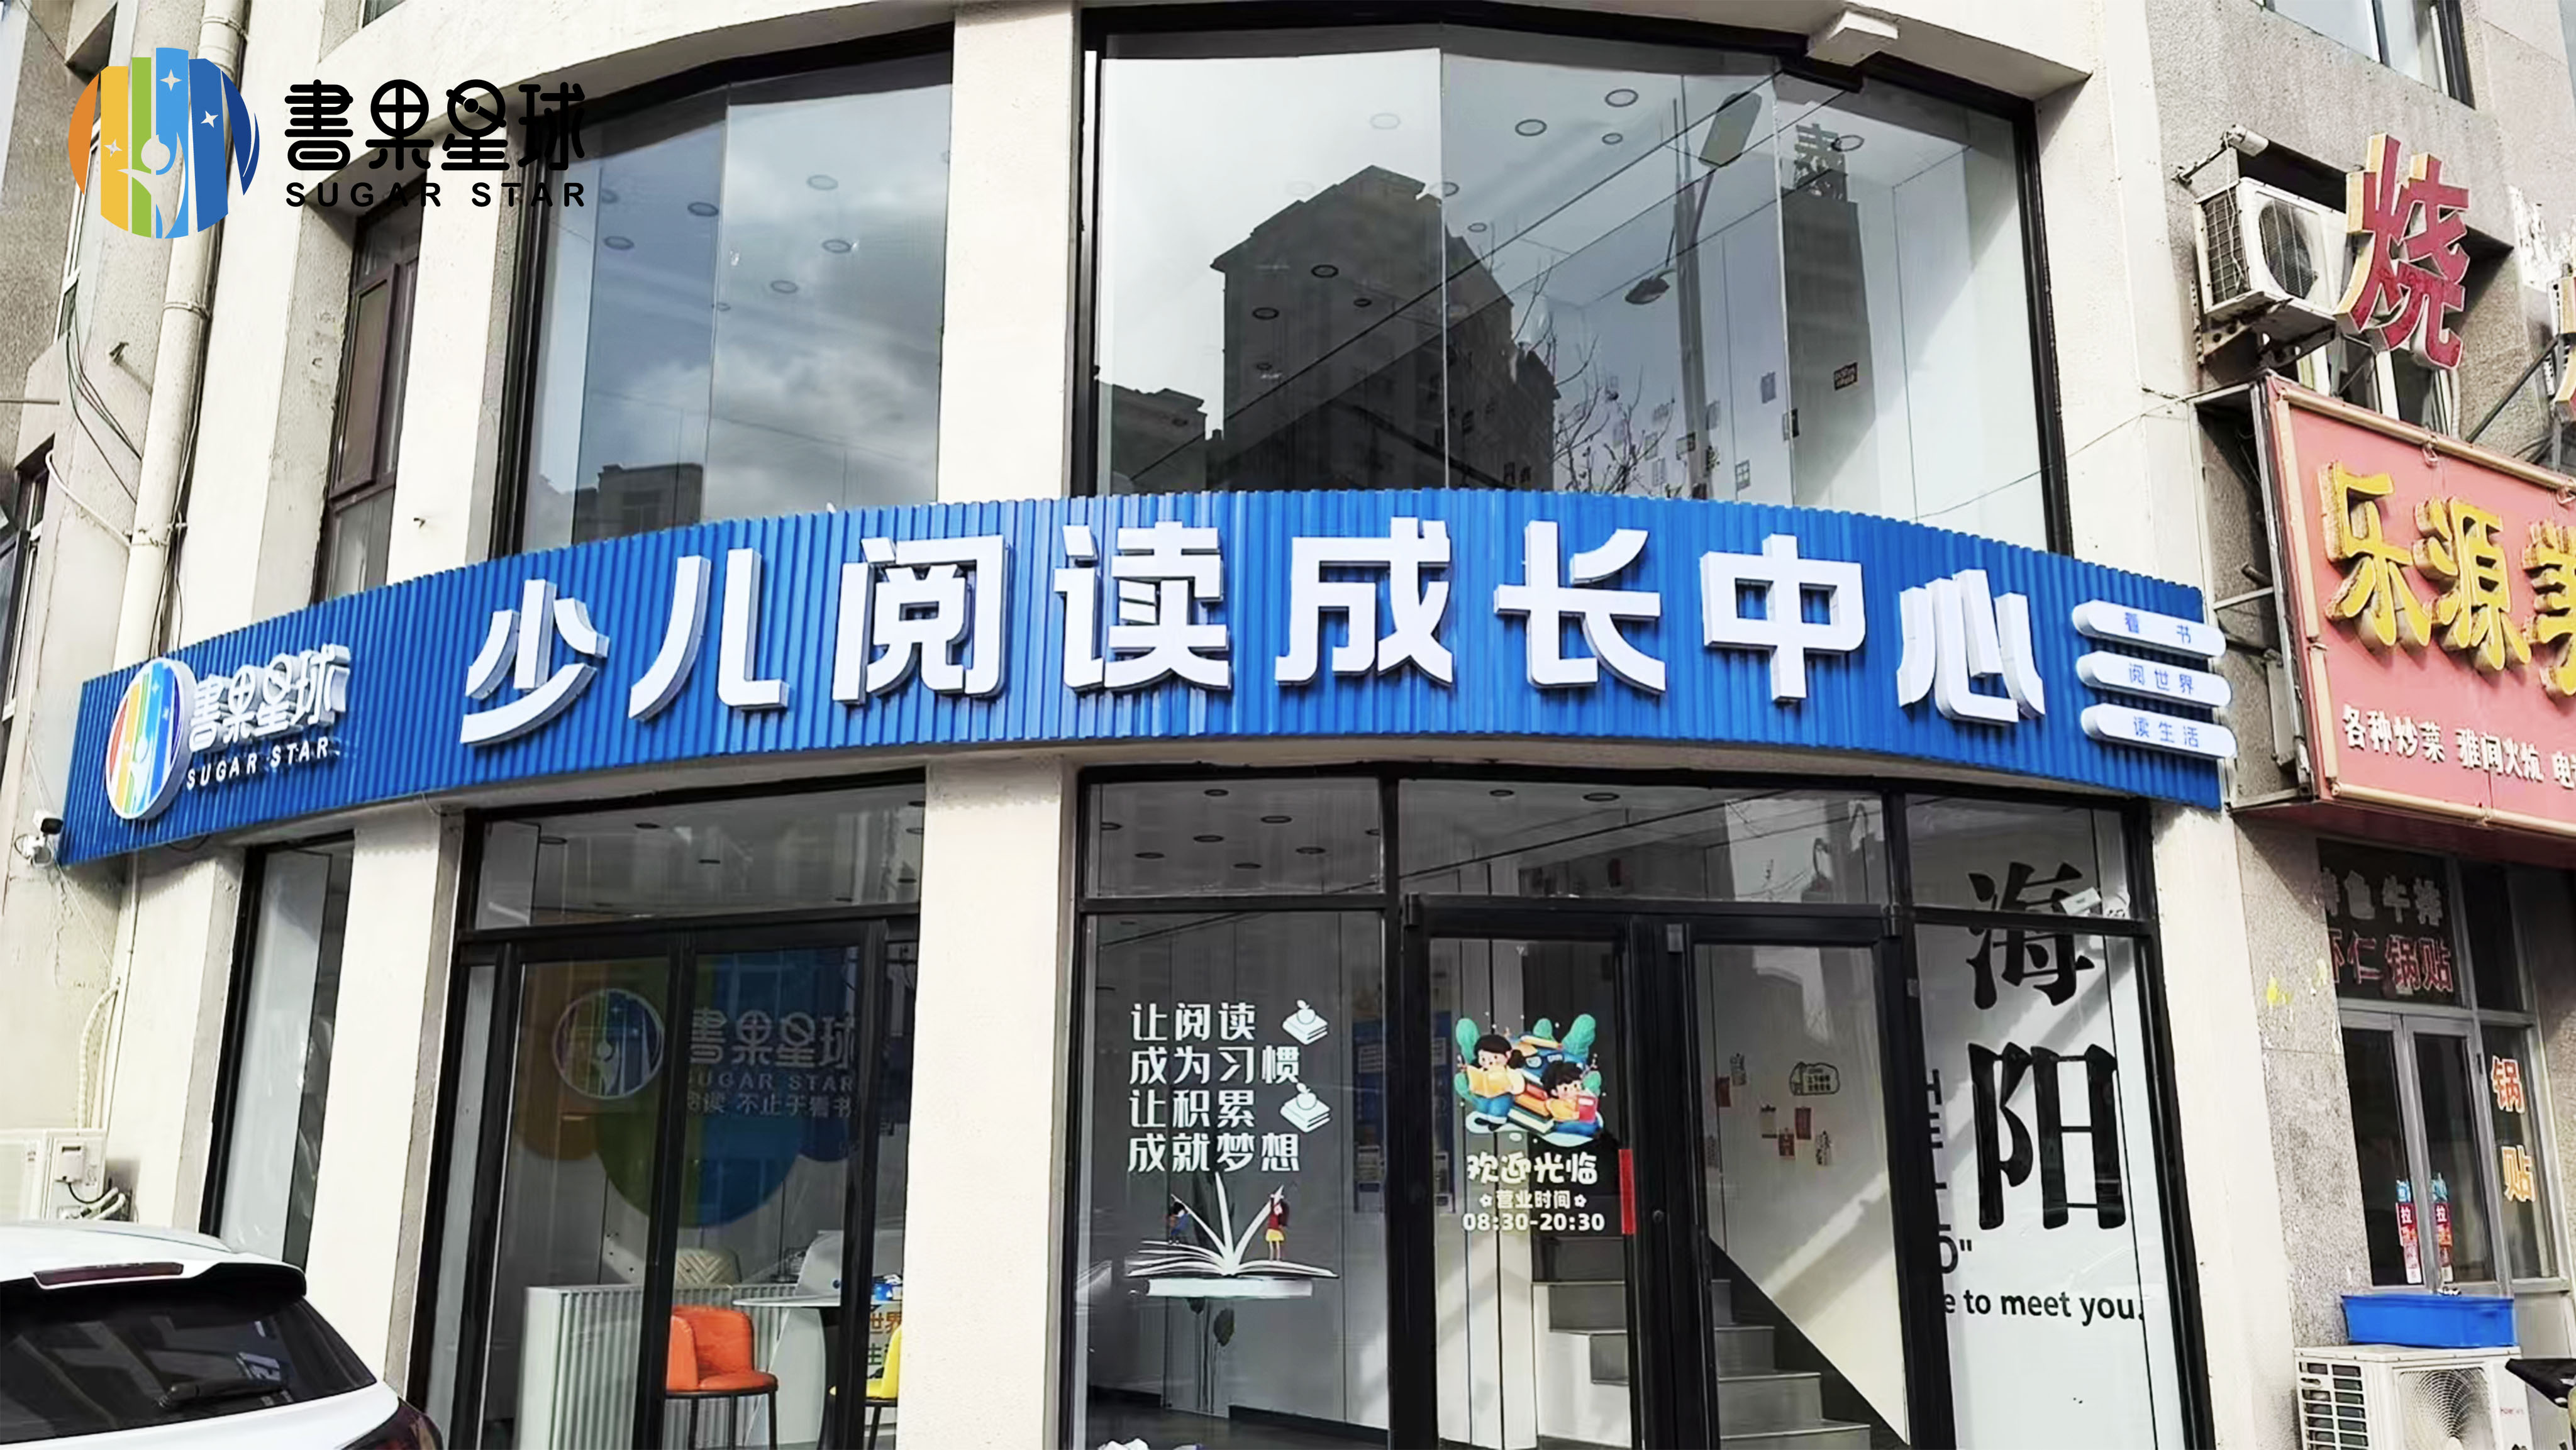 書果星球
SUGAR STAR
烧
書果星球
SUGAR STAR
少儿阅读成长中心
看书
阅世界
读生活
乐源
各种炒菜 雅间火炕
書果星球
SUGAR STAR
阅读 不止于看书
让阅读
成为习惯
让积累
成就梦想
欢迎光临
营业时间
08:30-20:30
海阳
to meet you.
锅贴
仁锅贴